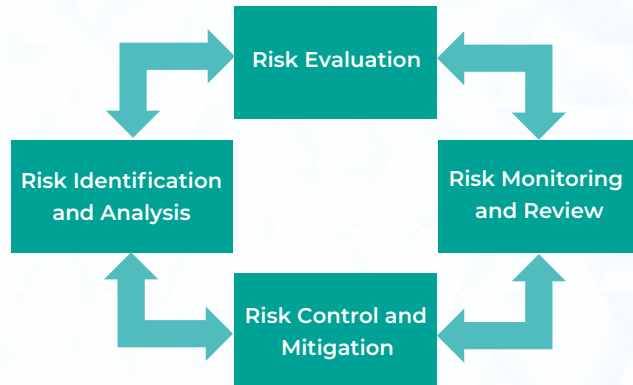 Risk Evaluation
Risk Identification
and Analysis
Risk Monitoring
and Review
Risk Control and
Mitigation